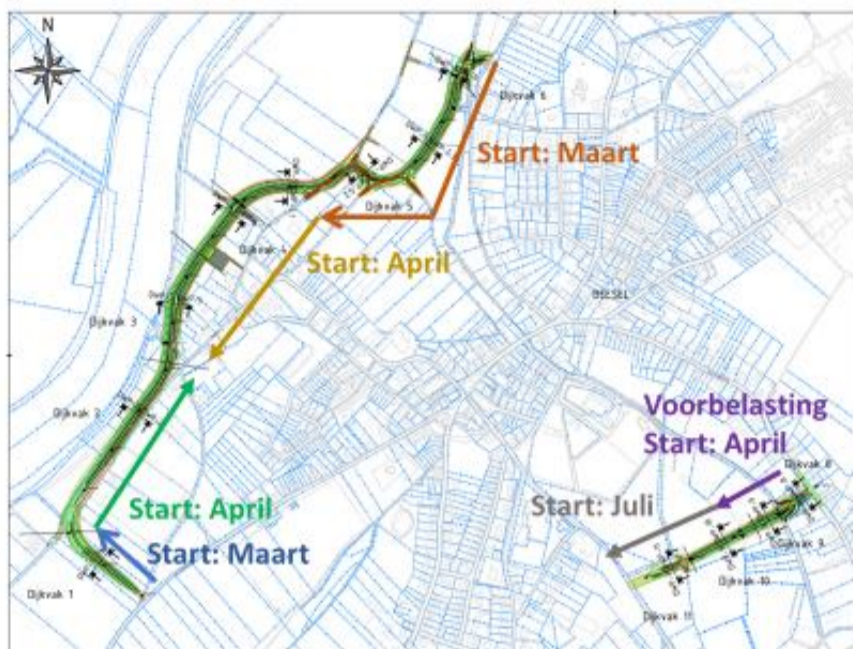 N
Dijkvak 6
Start: Maart
Dijkvak 5
Dijkvak 4
Start: April
Dijkvak 3
Dijkvak 2
Voorbelasting
Start: April
Dijkvak 8
Start: Juli
Start: April
Dijkvak 9
Start: Maart
Dijkvak 10
Dijkvak 1
Dijkvak 11